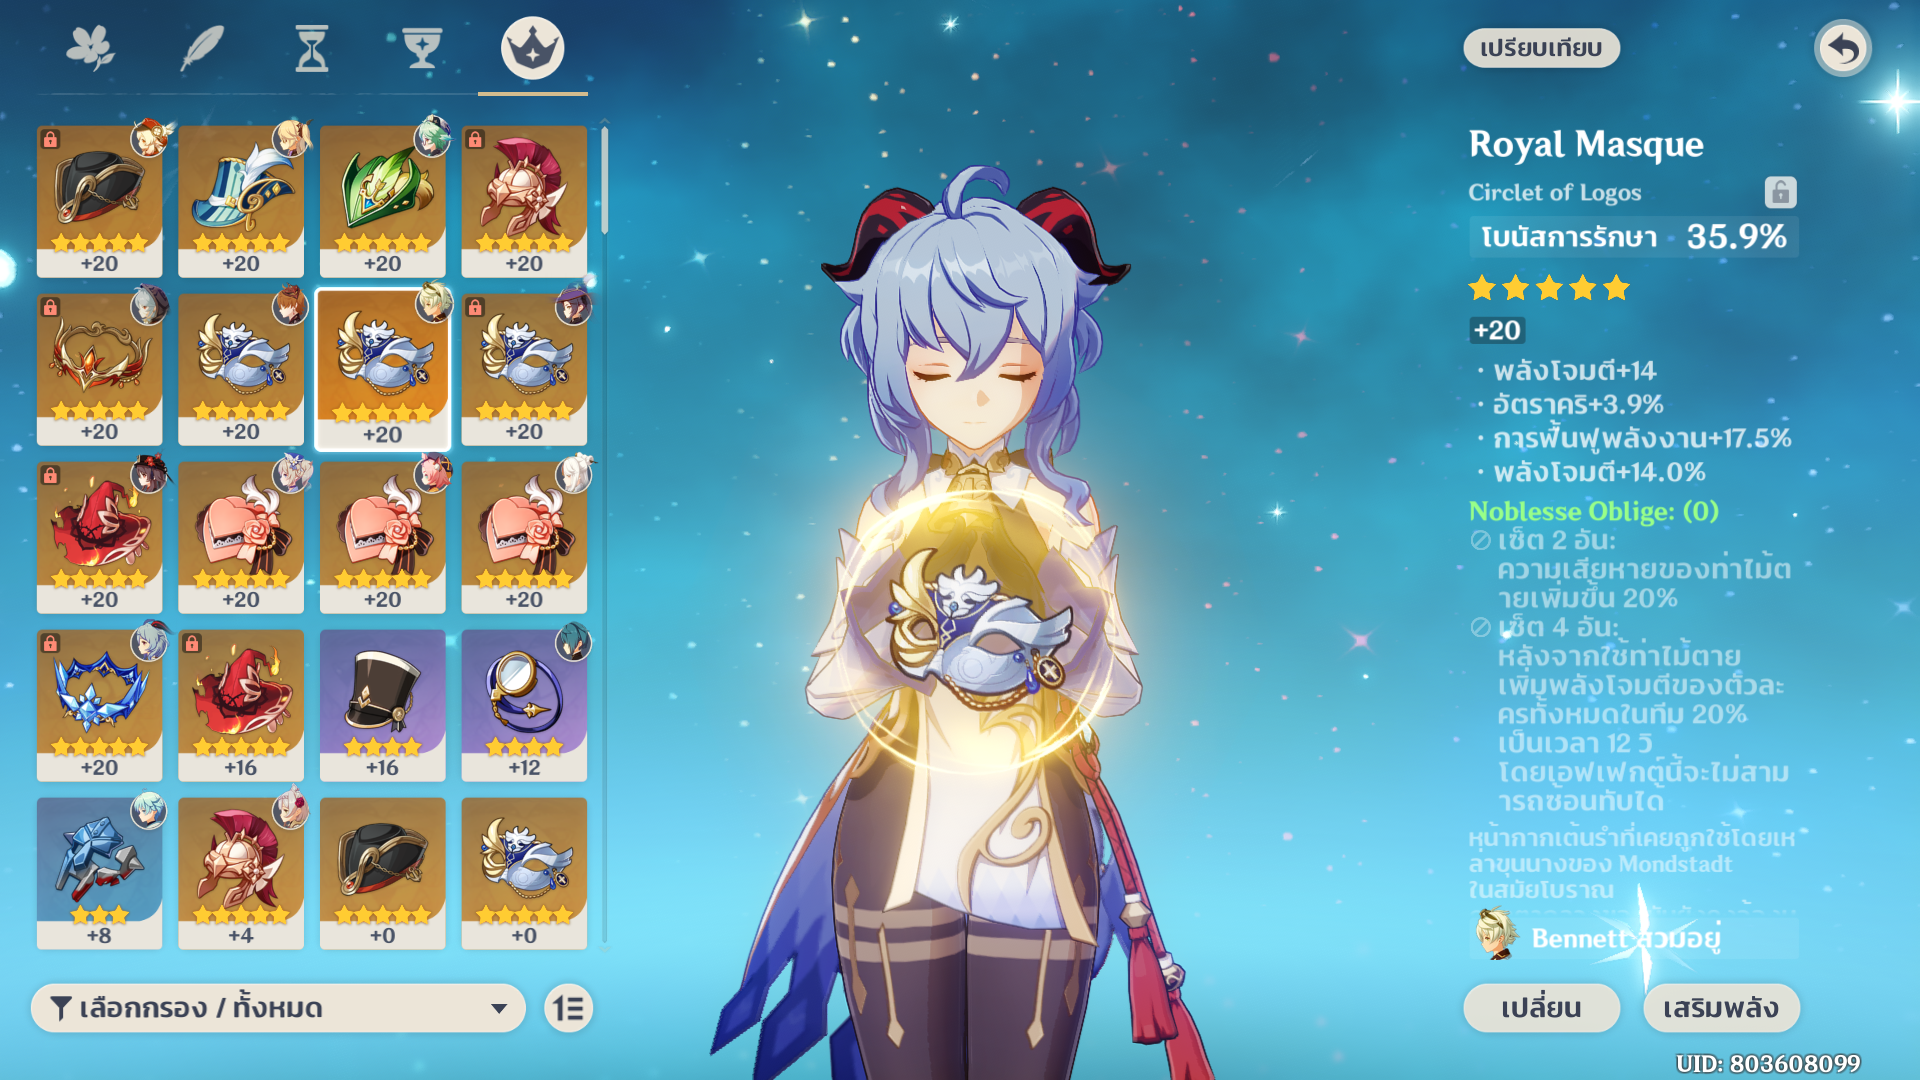 เปรียบเทียบ
Royal Masque
Circlet of Logos
โบนัสการรักษา 35.9%
+20
· พลังโจมตี+14
· อัตราคริ+3.9%
· การฟื้นฟูพลังงาน+17.5%
· พลังโจมตี+14.0%
Noblesse Oblige: (0)
เซ็ต 2 อัน:
ความเสียหายของท่าไม้ต
ายเพิ่มขึ้น 20%
เซ็ต 4 อัน:
หลังจากใช้ท่าไม้ตาย
เพิ่มพลังโจมตีของตัวละ
ครทั้งหมดในทีม 20%
เป็นเวลา 12 วิ
โดยเอฟเฟกต์นี้จะไม่สาม
ารถซ้อนทับได้
หน้ากากเต้นรำที่เคยถูกใช้โดยเห
ล่าขุนนางของ Mondstadt
ในสมัยโบราณ
Bennett สวมอยู่
เปลี่ยน เสริมพลัง
UID: 803608099
+20 +20 +20 +20
+20 +20 +20 +20
+20 +20 +20 +20
+20 +16 +16 +12
+8 +4 +0 +0
เลือกกรอง / ทั้งหมด